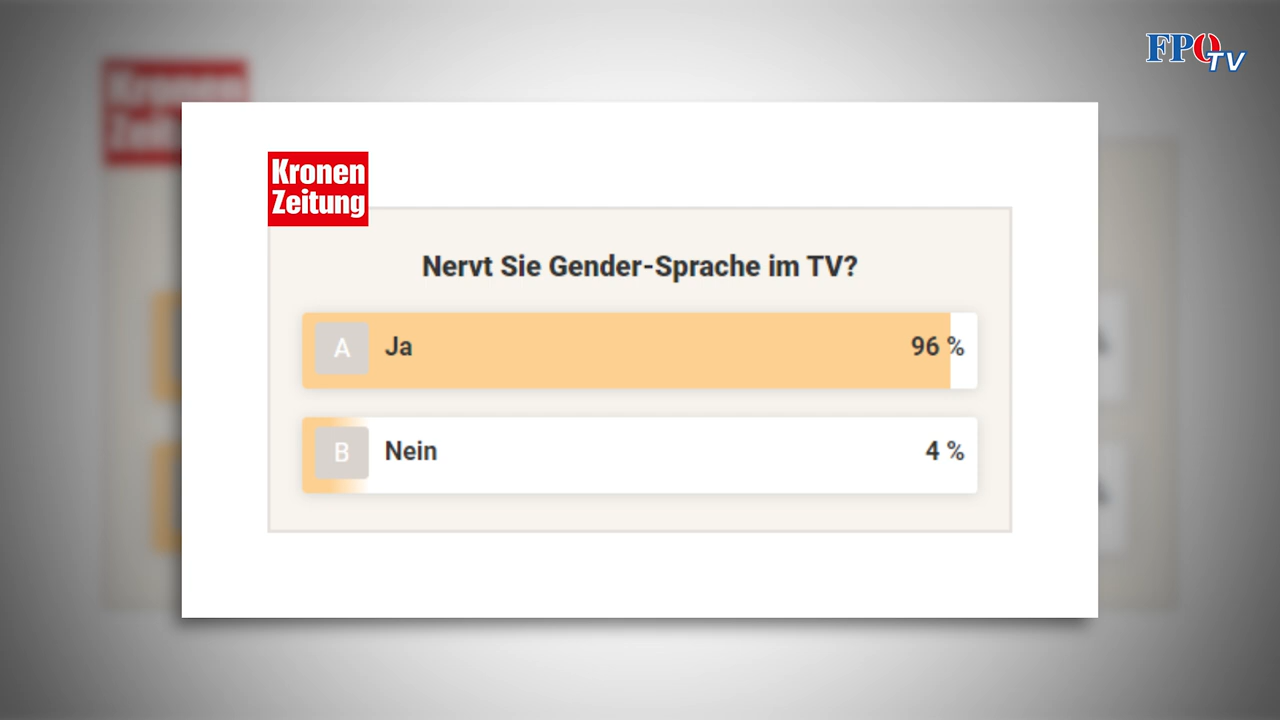 FPÖ TV
Kronen
Zeitung
Nervt Sie Gender-Sprache im TV?
A Ja 96 %
B Nein 4 %